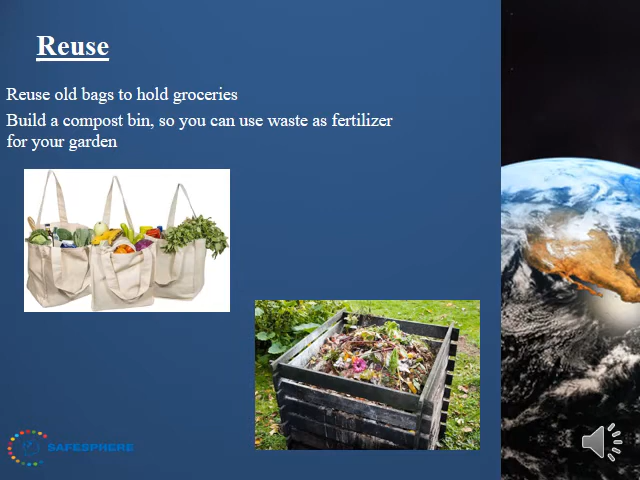 Reuse
Reuse old bags to hold groceries
Build a compost bin, so you can use waste as fertilizer
for your garden
SAFESPHERE